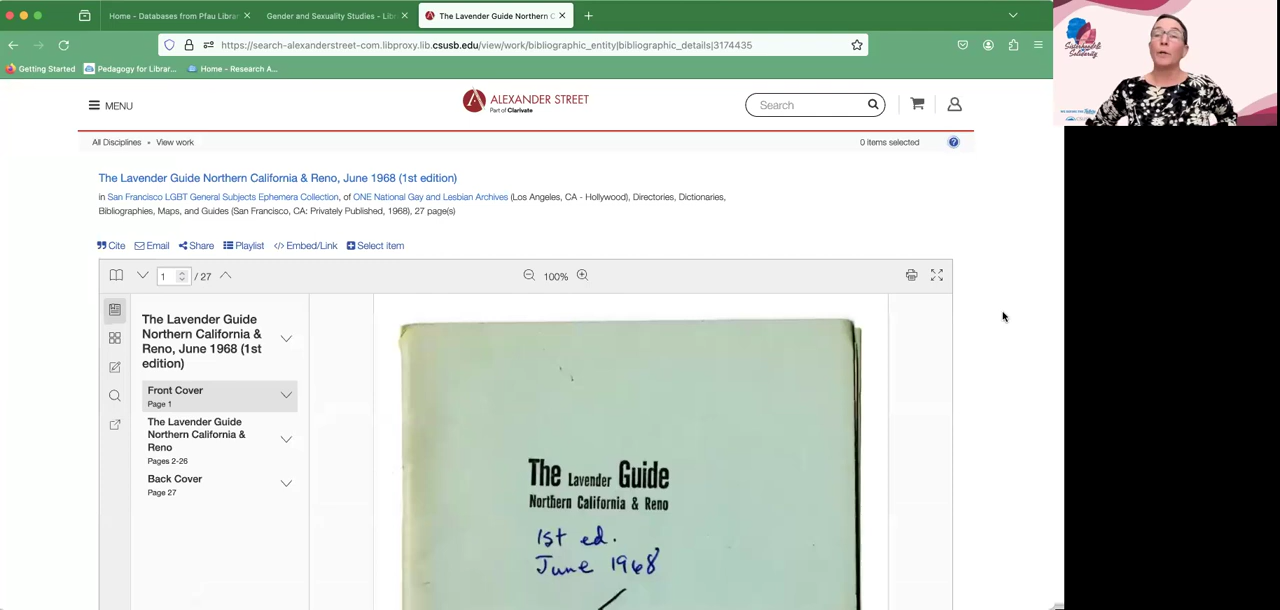 Home - Databases from Pfau Librar
Gender and Sexuality Studies - Lib
The Lavender Guide Northern C
https://search-alexanderstreet-com.libproxy.lib.csusb.edu/view/work/bibliographic_entity|bibliographic_details|3174435
Getting Started
Pedagogy for Librar...
Home - Research A...
MENU
ALEXANDER STREET
Part of Clarivate
Search
All Disciplines • View work
0 items selected
?
The Lavender Guide Northern California & Reno, June 1968 (1st edition)
in San Francisco LGBT General Subjects Ephemera Collection, of ONE National Gay and Lesbian Archives (Los Angeles, CA - Hollywood), Directories, Dictionaries,
Bibliographies, Maps, and Guides (San Francisco, CA: Privately Published, 1968), 27 page(s)
Cite
Email
Share
Playlist
Embed/Link
Select item
1 / 27
100%
The Lavender Guide
Northern California &
Reno, June 1968 (1st
edition)
Front Cover
Page 1
The Lavender Guide
Northern California &
Reno
Pages 2-26
Back Cover
Page 27
The Lavender Guide
Northern California & Reno
1st ed.
June 1968
Sisterhood &
Solidarity